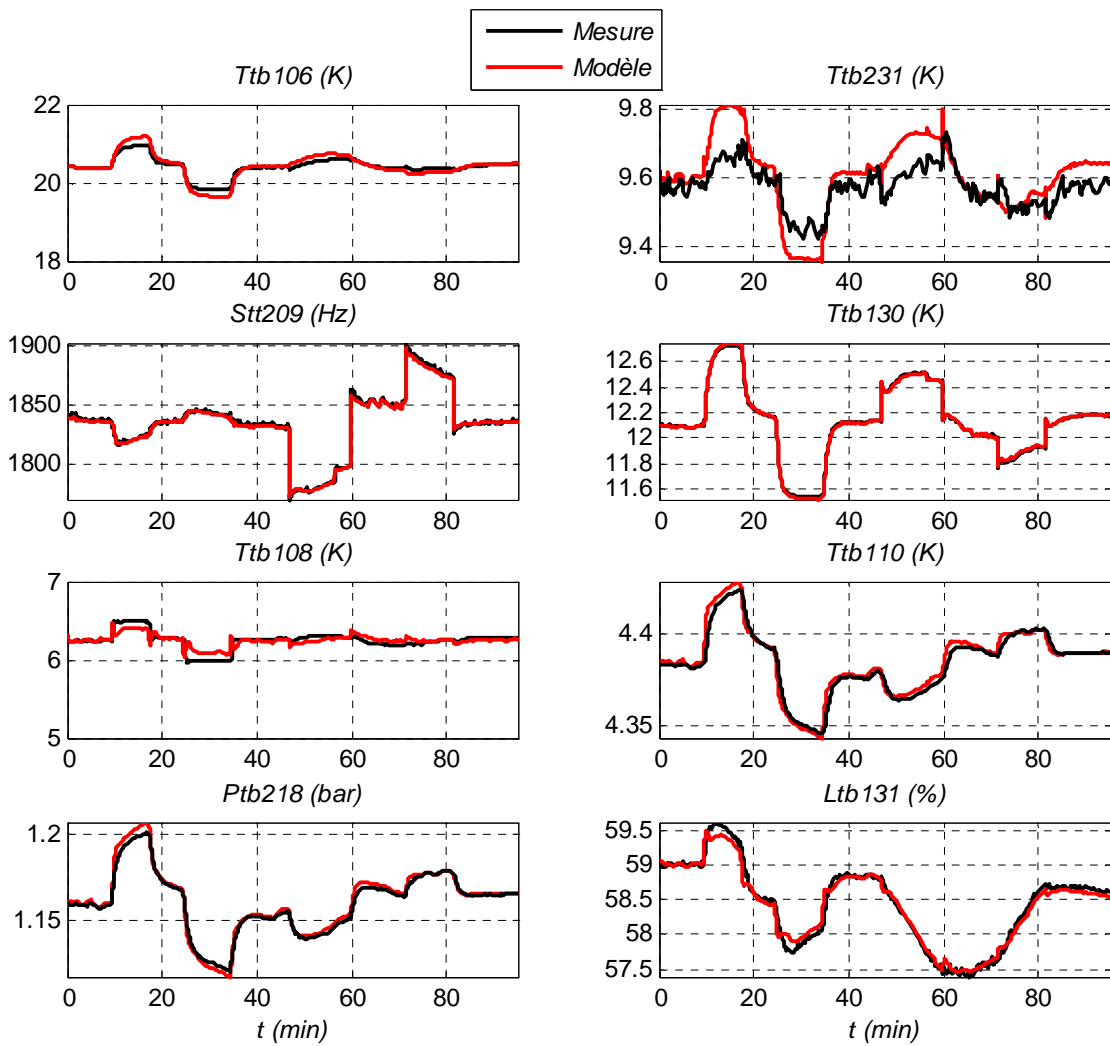 Mesure
Modèle
Ttb106 (K)
22
20
18
0 20 40 60 80
Ttb231 (K)
9.8
9.6
9.4
0 20 40 60 80
Stt209 (Hz)
1900
1850
1800
0 20 40 60 80
Ttb130 (K)
12.6
12.4
12.2
12
11.8
11.6
0 20 40 60 80
Ttb108 (K)
7
6
5
0 20 40 60 80
Ttb110 (K)
4.4
4.35
0 20 40 60 80
Ptb218 (bar)
1.2
1.15
0 20 40 60 80
t (min)
Ltb131 (%)
59.5
59
58.5
58
57.5
0 20 40 60 80
t (min)